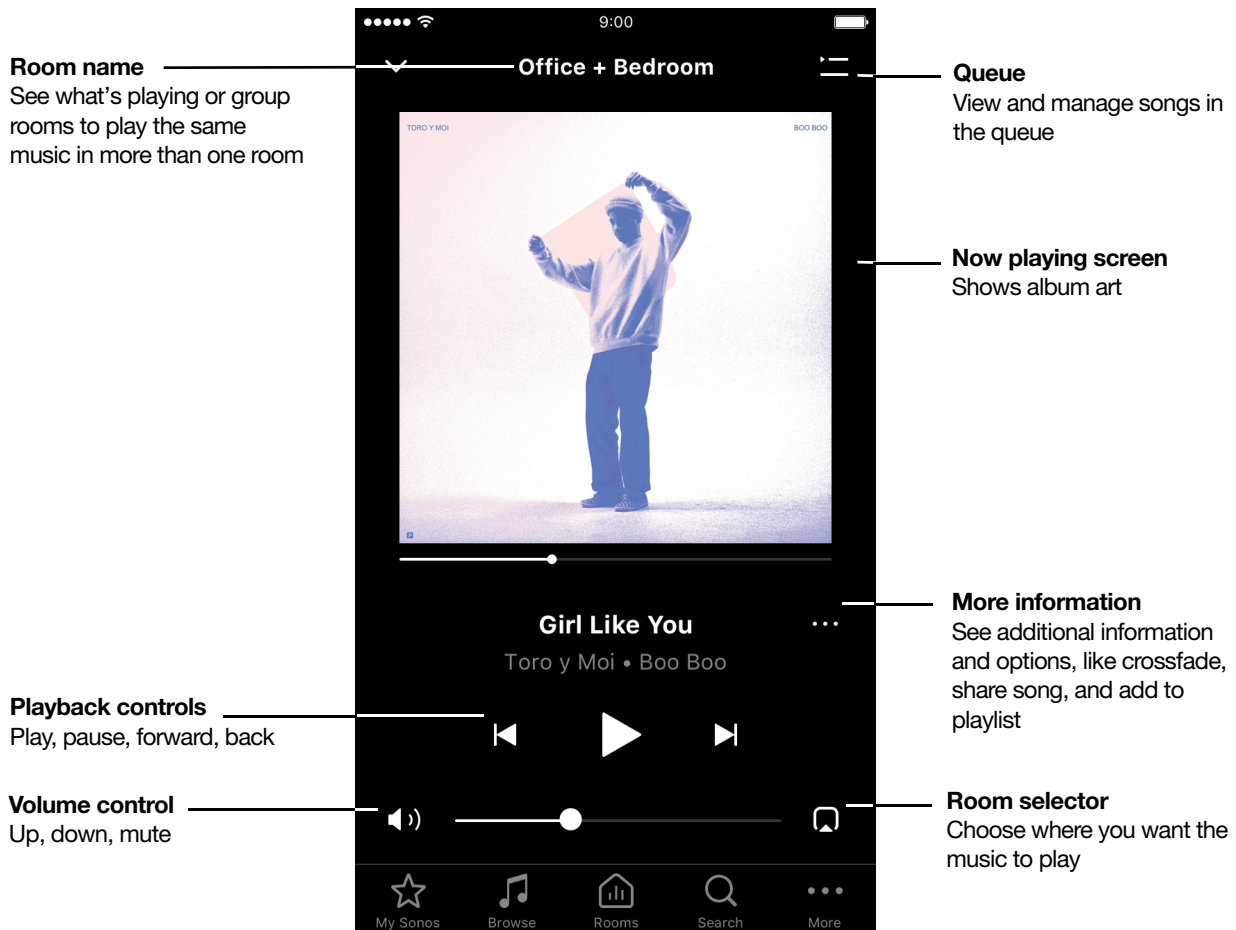 9:00
Office + Bedroom
Room name
See what's playing or group
rooms to play the same
music in more than one room
Queue
View and manage songs in
the queue
TORO Y MOI
BOO BOO
Now playing screen
Shows album art
More information
See additional information
and options, like crossfade,
share song, and add to
playlist
Girl Like You
Toro y Moi • Boo Boo
Playback controls
Play, pause, forward, back
Volume control
Up, down, mute
Room selector
Choose where you want the
music to play
My Sonos
Browse
Rooms
Search
More